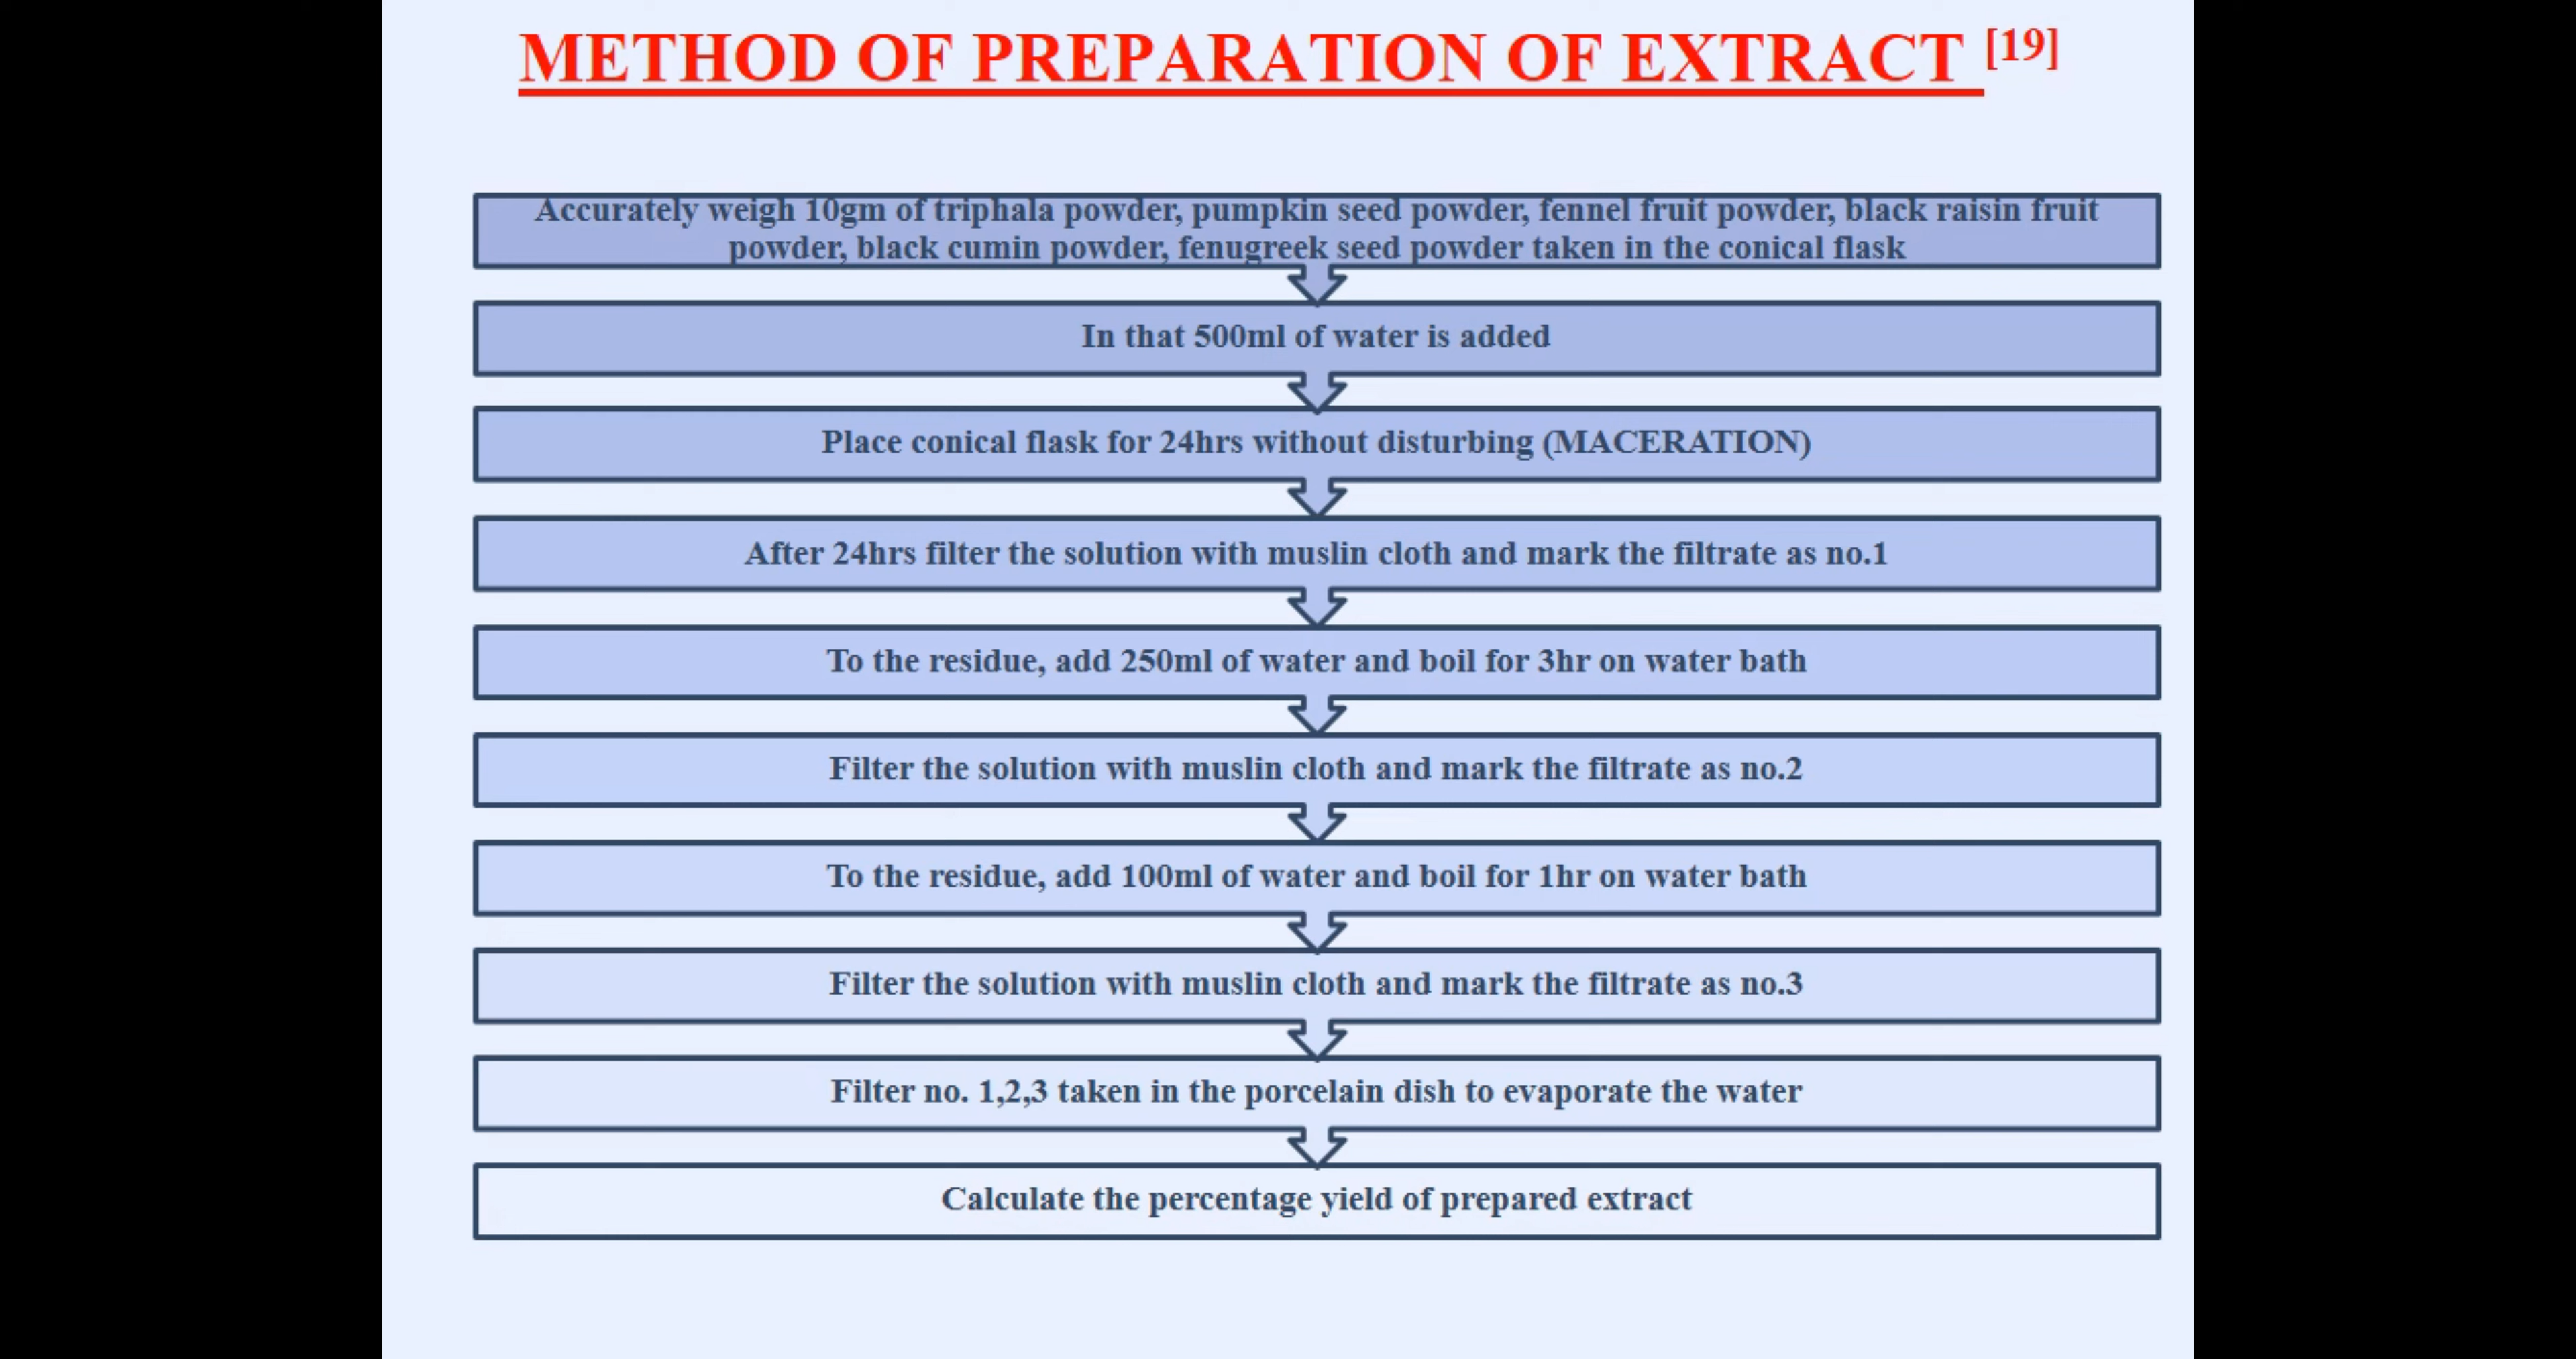 METHOD OF PREPARATION OF EXTRACT [19]
Accurately weigh 10gm of triphala powder, pumpkin seed powder, fennel fruit powder, black raisin fruit
powder, black cumin powder, fenugreek seed powder taken in the conical flask
In that 500ml of water is added
Place conical flask for 24hrs without disturbing (MACERATION)
After 24hrs filter the solution with muslin cloth and mark the filtrate as no.1
To the residue, add 250ml of water and boil for 3hr on water bath
Filter the solution with muslin cloth and mark the filtrate as no.2
To the residue, add 100ml of water and boil for 1hr on water bath
Filter the solution with muslin cloth and mark the filtrate as no.3
Filter no. 1,2,3 taken in the porcelain dish to evaporate the water
Calculate the percentage yield of prepared extract